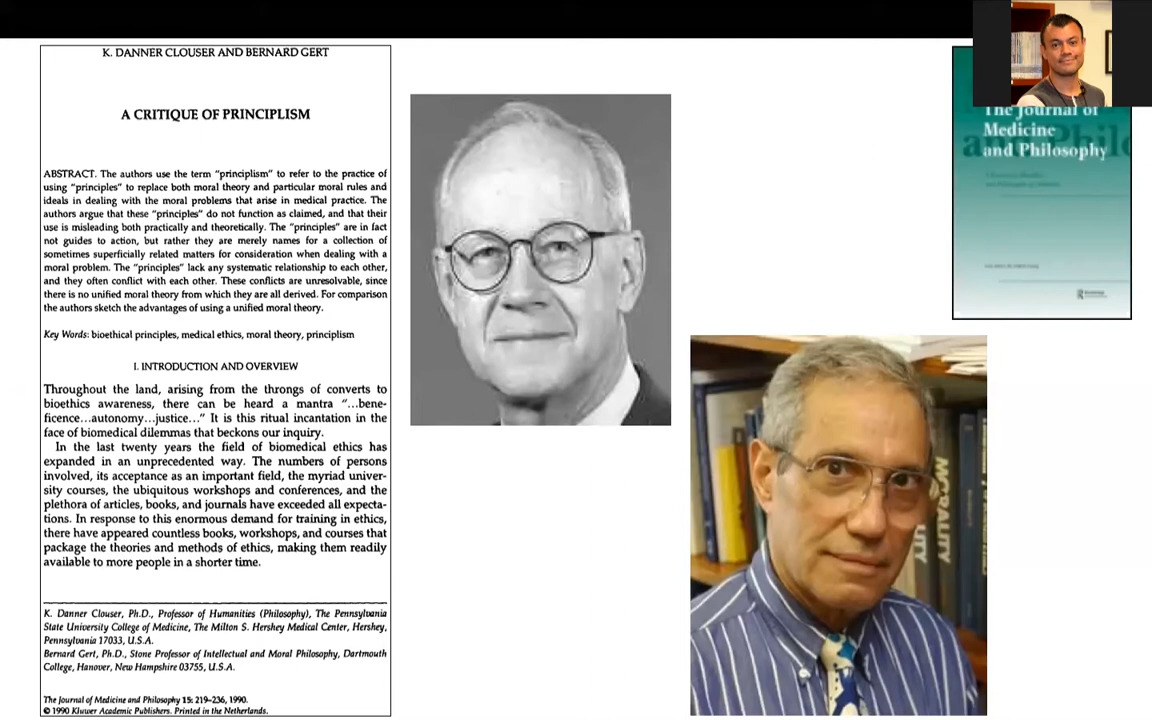 K. DANNER CLOUSER AND BERNARD GERT
A CRITIQUE OF PRINCIPLISM
ABSTRACT. The authors use the term “principlism” to refer to the practice of
using “principles” to replace both moral theory and particular moral rules and
ideals in dealing with the moral problems that arise in medical practice. The
authors argue that these “principles” do not function as claimed, and that their
use is misleading both practically and theoretically. The “principles” are in fact
not guides to action, but rather they are merely names for a collection of
sometimes superficially related matters for consideration when dealing with a
moral problem. The “principles” lack any systematic relationship to each other,
and they often conflict with each other. These conflicts are unresolvable, since
there is no unified moral theory from which they are all derived. For comparison
the authors sketch the advantages of using a unified moral theory.
Key Words: bioethical principles, medical ethics, moral theory, principlism
I. INTRODUCTION AND OVERVIEW
Throughout the land, arising from the throngs of converts to
bioethics awareness, there can be heard a mantra “...bene-
ficence...autonomy...justice...” It is this ritual incantation in the
face of biomedical dilemmas that beckons our inquiry.
In the last twenty years the field of biomedical ethics has
expanded in an unprecedented way. The numbers of persons
involved, its acceptance as an important field, the myriad univer-
sity courses, the ubiquitous workshops and conferences, and the
plethora of articles, books, and journals have exceeded all expecta-
tions. In response to this enormous demand for training in ethics,
there have appeared countless books, workshops, and courses that
package the theories and methods of ethics, making them readily
available to more people in a shorter time.
K. Danner Clouser, Ph.D., Professor of Humanities (Philosophy), The Pennsylvania
State University College of Medicine, The Milton S. Hershey Medical Center, Hershey,
Pennsylvania 17033, U.S.A.
Bernard Gert, Ph.D., Stone Professor of Intellectual and Moral Philosophy, Dartmouth
College, Hanover, New Hampshire 03755, U.S.A.
The Journal of Medicine and Philosophy 15: 219-236, 1990.
© 1990 Kluwer Academic Publishers. Printed in the Netherlands.
The Journal of
Medicine
and Philosophy
MORALITY